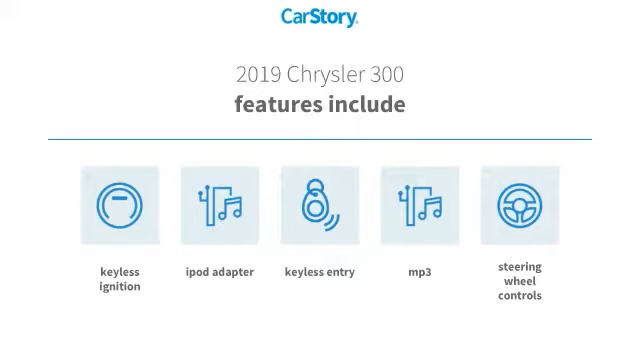 CarStory.
2019 Chrysler 300
features include
keyless
ignition
ipod adapter
keyless entry
mp3
steering
wheel
controls